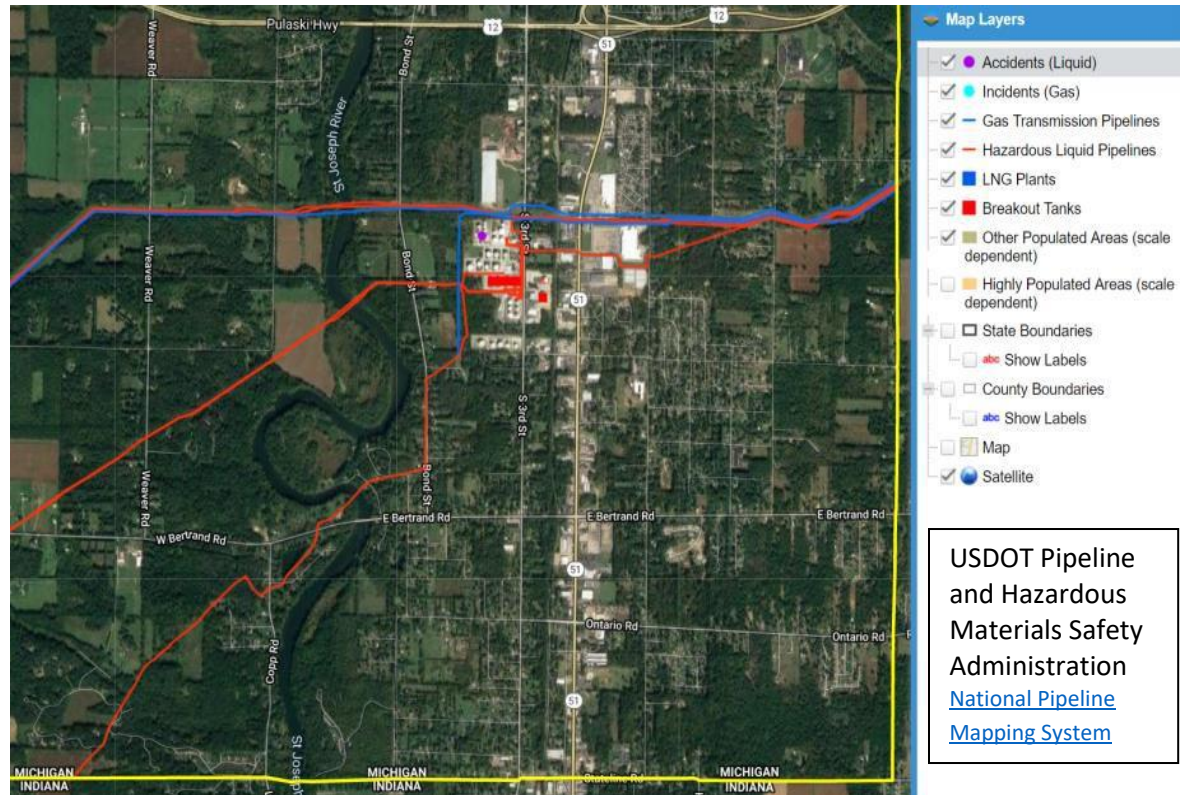 Pulaski Hwy
12
12
51
Weaver Rd
Bond St
St Joseph River
Weaver Rd
Bond St
S 3rd St
51
S 3rd St
Weaver Rd
Bond St
W Bertrand Rd
E Bertrand Rd
E Bertrand Rd
E Bertrand Rd
51
Ontario Rd
Ontario Rd
Copp Rd
51
MICHIGAN
INDIANA
MICHIGAN
INDIANA
Stateline Rd
MICHIGAN
INDIANA
Map Layers
Accidents (Liquid)
Incidents (Gas)
Gas Transmission Pipelines
Hazardous Liquid Pipelines
LNG Plants
Breakout Tanks
Other Populated Areas (scale
dependent)
Highly Populated Areas (scale
dependent)
State Boundaries
abc Show Labels
County Boundaries
abc Show Labels
Map
Satellite
USDOT Pipeline
and Hazardous
Materials Safety
Administration
National Pipeline
Mapping System